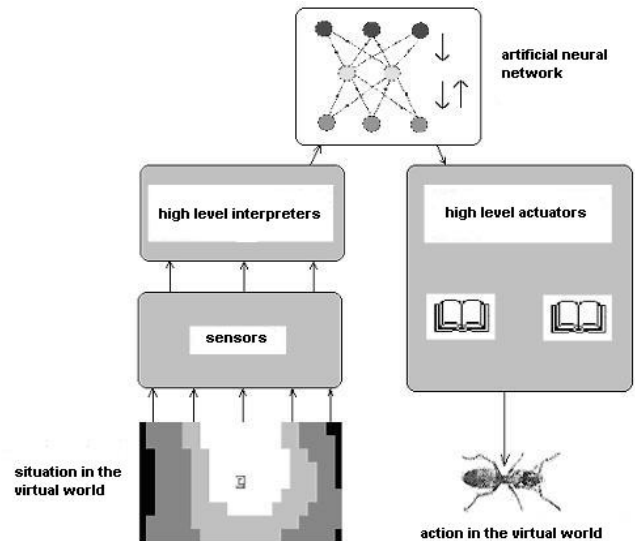 artificial neural
network
high level interpreters
high level actuators
sensors
situation in the
virtual world
action in the virtual world